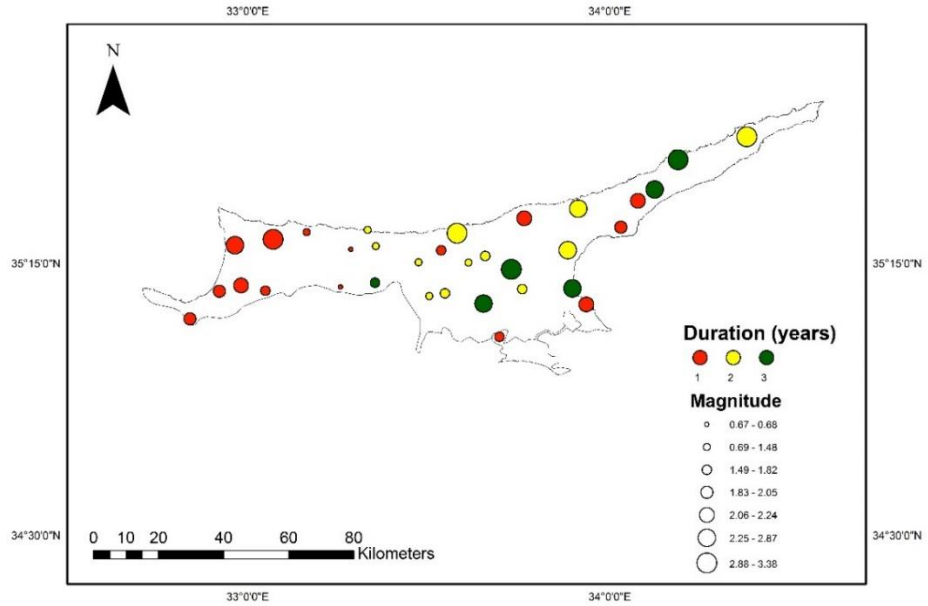 33°0'0"E 34°0'0"E
N
35°15'0"N 35°15'0"N
Duration (years)
1 2 3
Magnitude
0.67 - 0.68
0.69 - 1.48
1.49 - 1.82
1.83 - 2.05
2.06 - 2.24
2.25 - 2.87
2.88 - 3.38
34°30'0"N 34°30'0"N
0 10 20 40 60 80
Kilometers
33°0'0"E 34°0'0"E